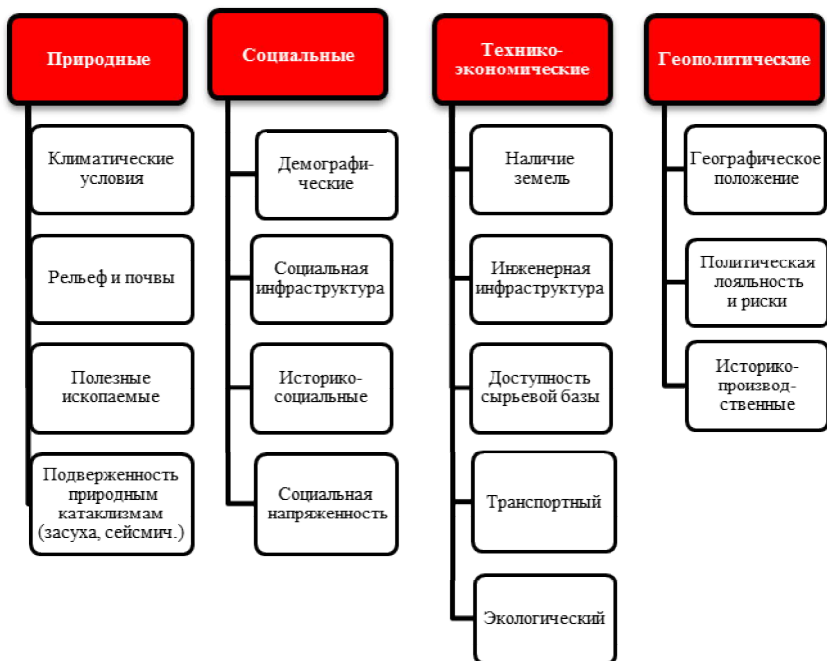 Природные
Климатические
условия
Рельеф и почвы
Полезные
ископаемые
Подверженность
природным
катаклизмам
(засуха, сейсмич.)
Социальные
Демографи-
ческие
Социальная
инфраструктура
Историко-
социальные
Социальная
напряженность
Технико-
экономические
Наличие
земель
Инженерная
инфраструктура
Доступность
сырьевой базы
Транспортный
Экологический
Геополитические
Географическое
положение
Политическая
лояльность
и риски
Историко-
производ-
ственные